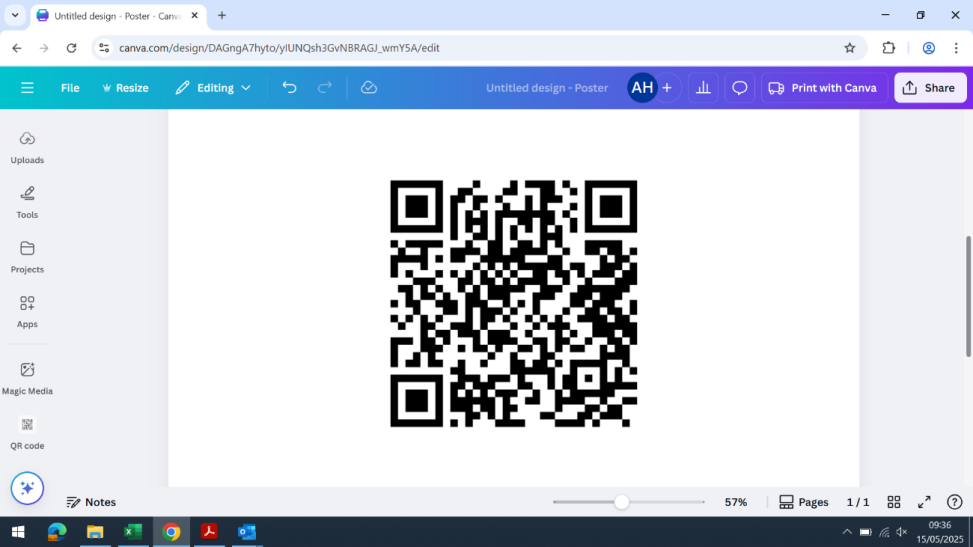 Untitled design - Poster - Canv
canva.com/design/DAGngA7hyto/yIUNQsh3GvNBRAGJ_wmY5A/edit
File Resize Editing Untitled design - Poster AH Print with Canva Share
Uploads
Tools
Projects
Apps
Magic Media
QR code
Notes 57% Pages 1 / 1
09:36
15/05/2025